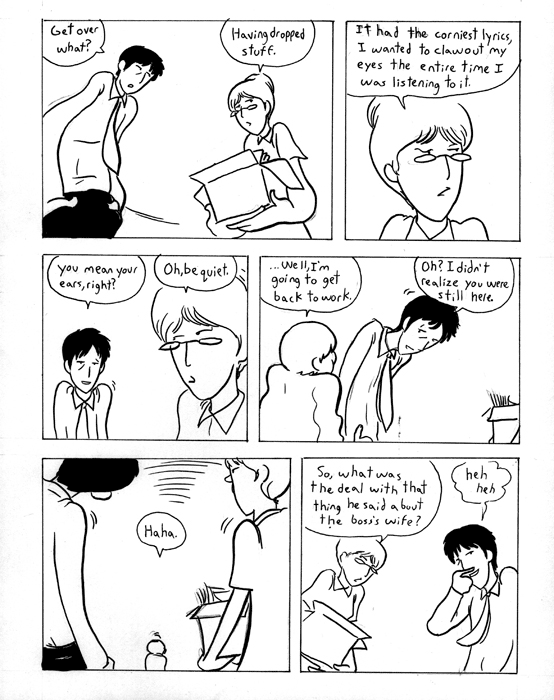 Get over
what?
Having dropped
stuff.
It had the corniest lyrics,
I wanted to claw out my
eyes the entire time I
was listening to it.
you mean your
ears, right?
Oh, be quiet.
...Well, I'm
going to get
back to work.
Oh? I didn't
realize you were
still here.
Haha.
So, what was
the deal with that
thing he said about
the boss's wife?
heh
heh